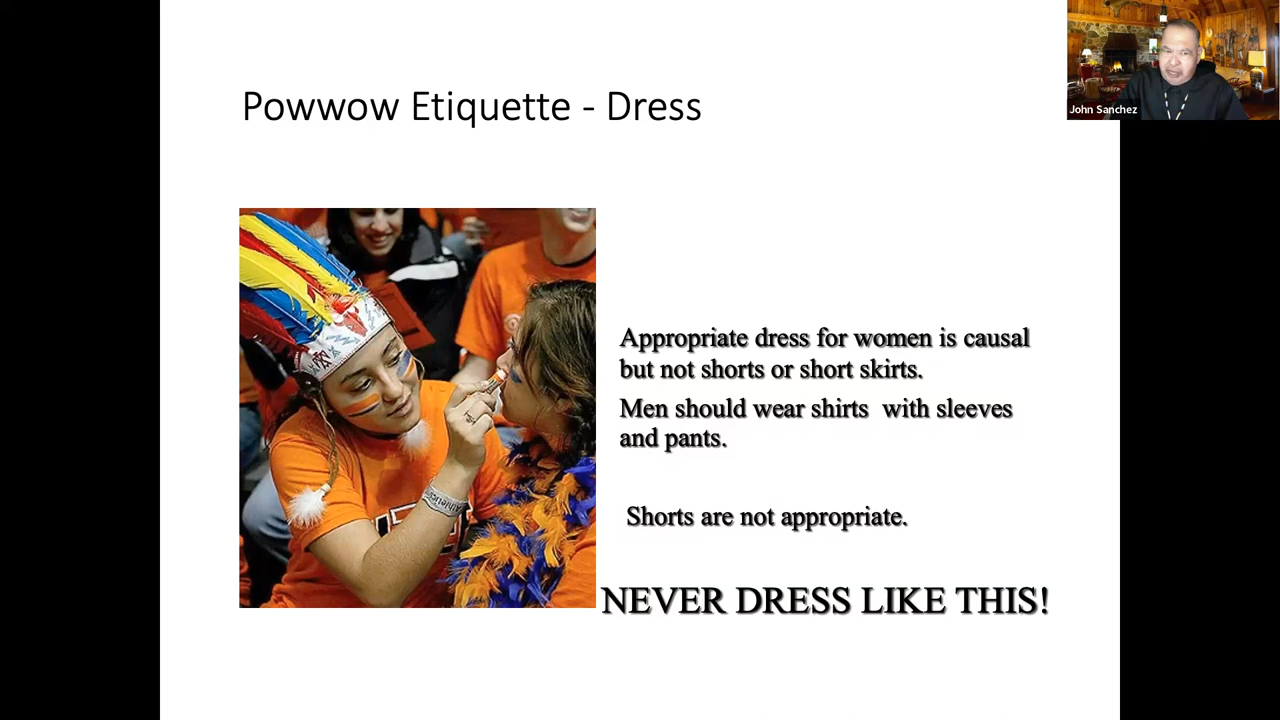 Powwow Etiquette - Dress
John Sanchez
Appropriate dress for women is causal
but not shorts or short skirts.
Men should wear shirts with sleeves
and pants.
Shorts are not appropriate.
NEVER DRESS LIKE THIS!